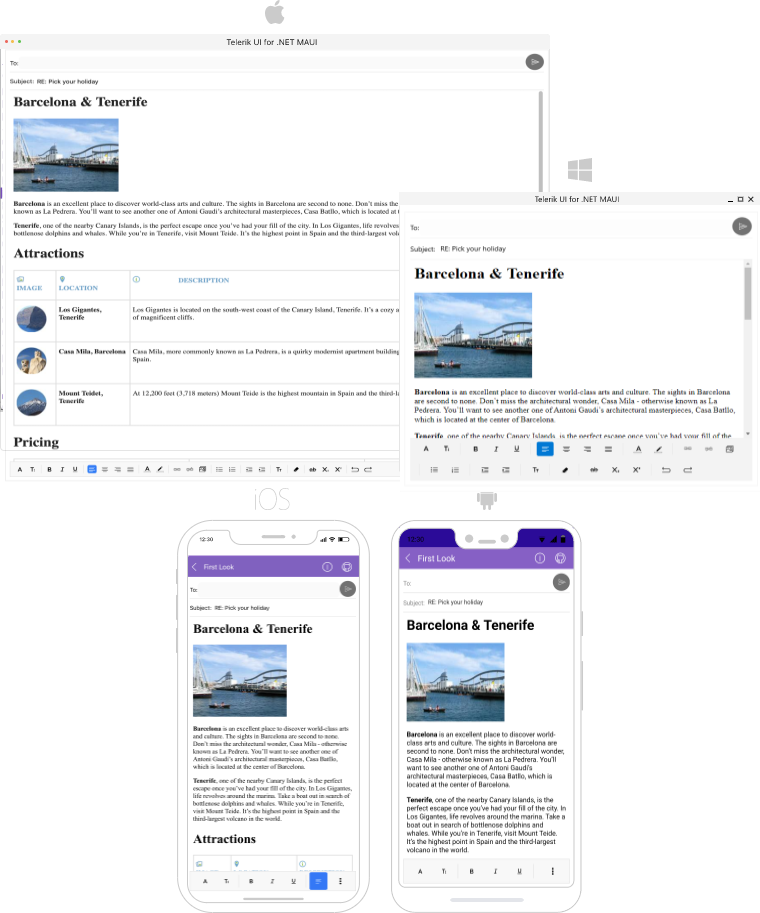 Telerik UI for .NET MAUI
To:
Subject: RE: Pick your holiday
Barcelona & Tenerife
Barcelona is an excellent place to discover world-class arts and culture. The sights in Barcelona are second to none. Don't miss the
known as La Pedrera. You'll want to see another one of Antoni Gaudi's architectural masterpieces, Casa Batllo, which is located at t
Tenerife, one of the nearby Canary Islands, is the perfect escape once you've had your fill of the city. In Los Gigantes, life revolves
bottlenose dolphins and whales. While you're in Tenerife, visit Mount Teide. It's the highest point in Spain and the third-largest volc
Attractions
IMAGE LOCATION DESCRIPTION
Los Gigantes, Tenerife
Los Gigantes is located on the south-west coast of the Canary Island, Tenerife. It's a cozy a
of magnificent cliffs.
Casa Mila, Barcelona
Casa Mila, more commonly known as La Pedrera, is a quirky modernist apartment building
Spain.
Mount Teidet, Tenerife
At 12,200 feet (3,718 meters) Mount Teide is the highest mountain in Spain and the third-l
Pricing
Telerik UI for .NET MAUI
To:
Subject: RE: Pick your holiday
Barcelona & Tenerife
Barcelona is an excellent place to discover world-class arts and culture. The sights in Barcelona
are second to none. Don't miss the architectural wonder, Casa Mila - otherwise known as La
Pedrera. You'll want to see another one of Antoni Gaudi's architectural masterpieces, Casa Batllo,
which is located at the center of Barcelona.
Tenerife, one of the nearby Canary Islands, is the perfect escape once you've had your fill of the
iOS
12:30
First Look
To:
Subject: RE: Pick your holiday
Barcelona & Tenerife
Barcelona is an excellent place to discover world-class arts
and culture. The sights in Barcelona are second to none.
Don't miss the architectural wonder, Casa Mila - otherwise
known as La Pedrera. You'll want to see another one of
Antoni Gaudi's architectural masterpieces, Casa Batllo,
which is located at the center of Barcelona.
Tenerife, one of the nearby Canary Islands, is the perfect
escape once you've had your fill of the city. In Los Gigantes,
life revolves around the marina. Take a boat out in search of
bottlenose dolphins and whales. While you're in Tenerife,
visit Mount Teide. It's the highest point in Spain and the
third-largest volcano in the world.
Attractions
12:30
First Look
To:
Subject: RE: Pick your holiday
Barcelona & Tenerife
Barcelona is an excellent place to discover world-
class arts and culture. The sights in Barcelona are
second to none. Don't miss the architectural wonder,
Casa Mila - otherwise known as La Pedrera. You'll
want to see another one of Antoni Gaudi's
architectural masterpieces, Casa Batllo, which is
located at the center of Barcelona.
Tenerife, one of the nearby Canary Islands, is the
perfect escape once you've had your fill of the city. In
Los Gigantes, life revolves around the marina. Take a
boat out in search of bottlenose dolphins and
whales. While you're in Tenerife, visit Mount Teide.
It's the highest point in Spain and the third-largest
volcano in the world.